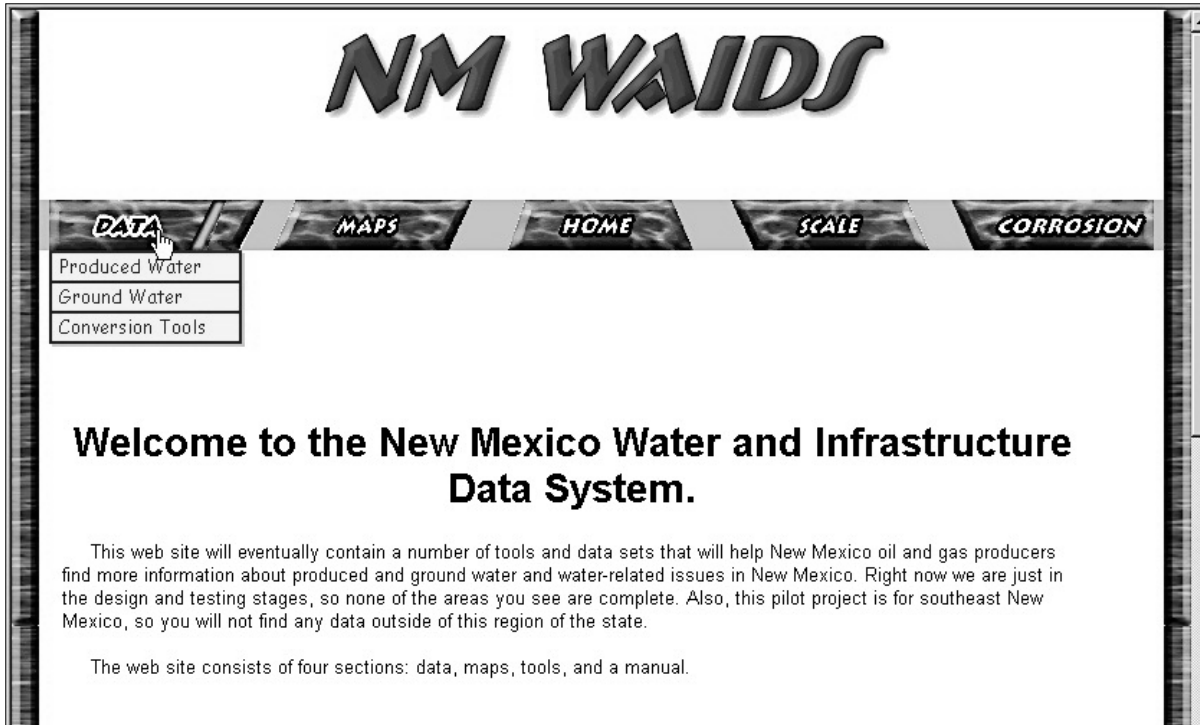 NM WAIDS
DATA MAPS HOME SCALE CORROSION
Produced Water
Ground Water
Conversion Tools
Welcome to the New Mexico Water and Infrastructure
Data System.
This web site will eventually contain a number of tools and data sets that will help New Mexico oil and gas producers
find more information about produced and ground water and water-related issues in New Mexico. Right now we are just in
the design and testing stages, so none of the areas you see are complete. Also, this pilot project is for southeast New
Mexico, so you will not find any data outside of this region of the state.
The web site consists of four sections: data, maps, tools, and a manual.